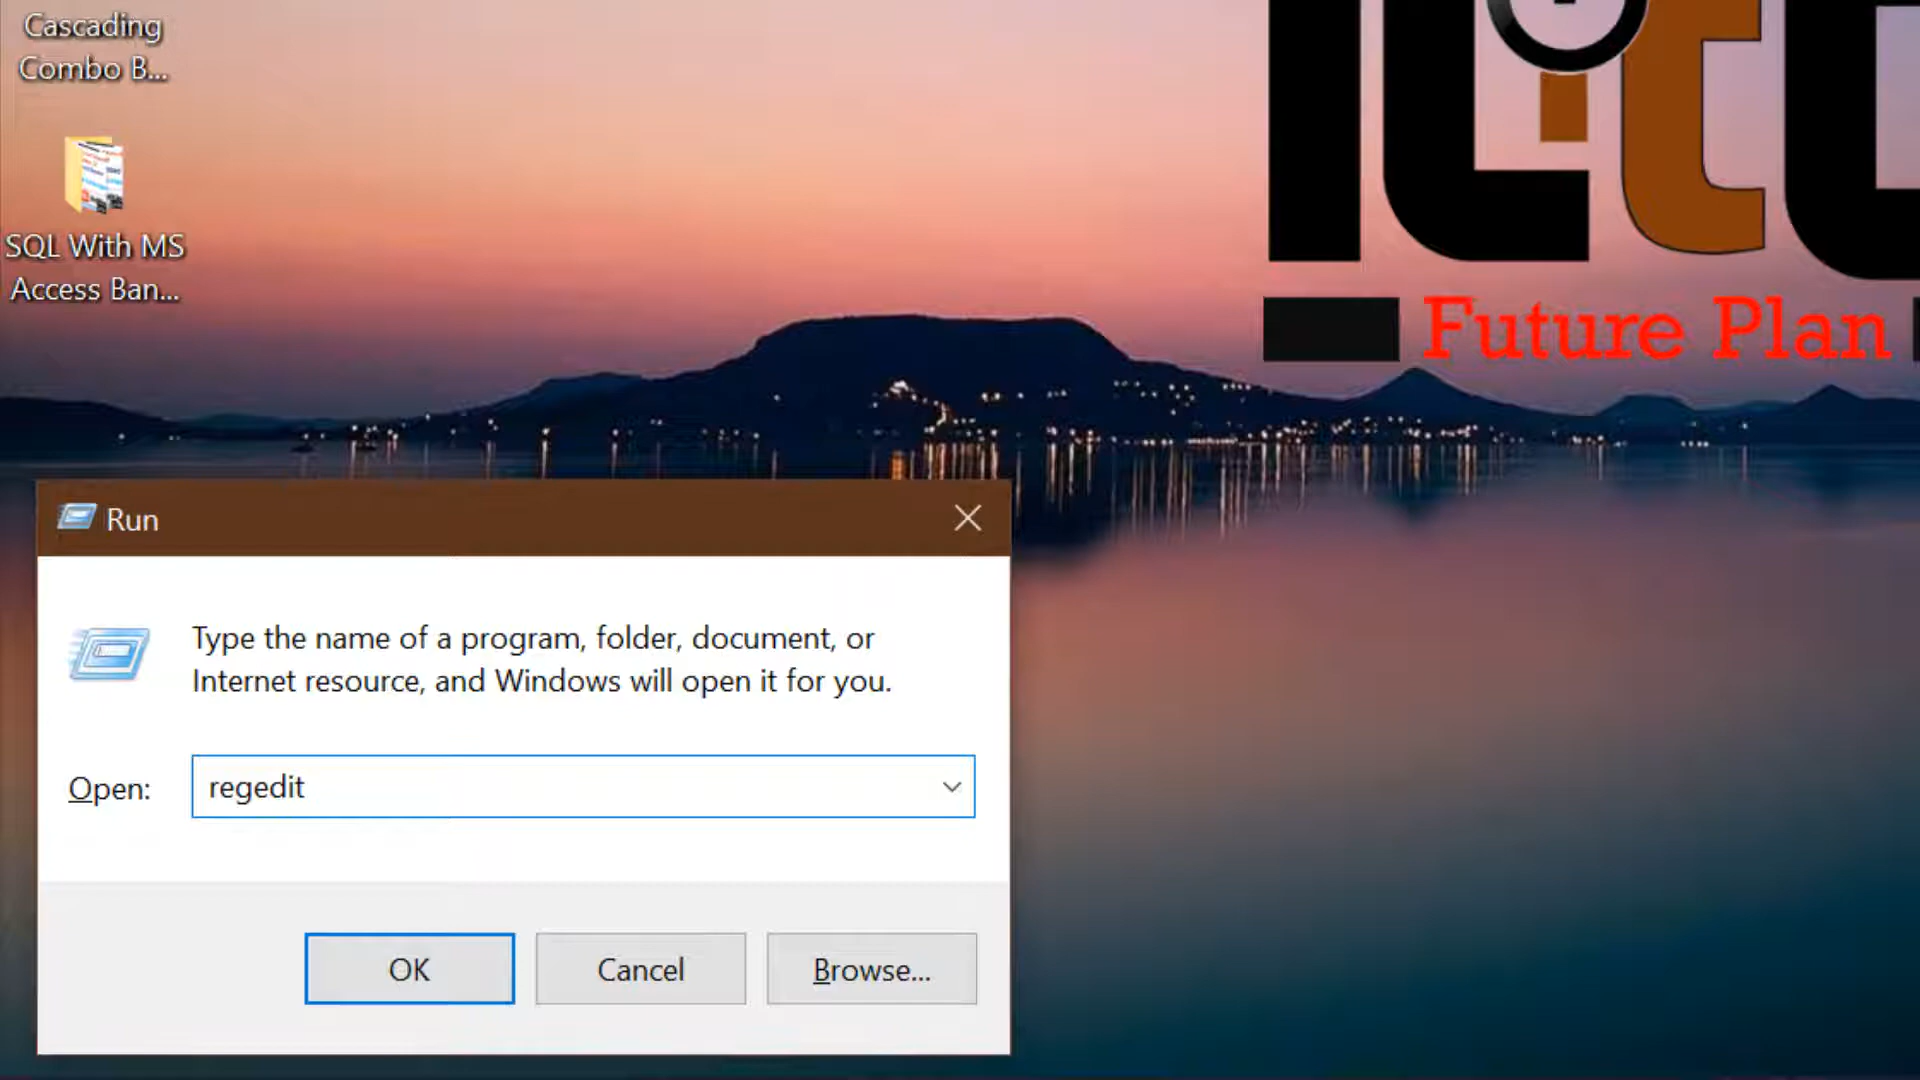 Cascading
Combo B...
SQL With MS
Access Ban...
Future Plan
Run
Type the name of a program, folder, document, or
Internet resource, and Windows will open it for you.
Open:
regedit
OK
Cancel
Browse...